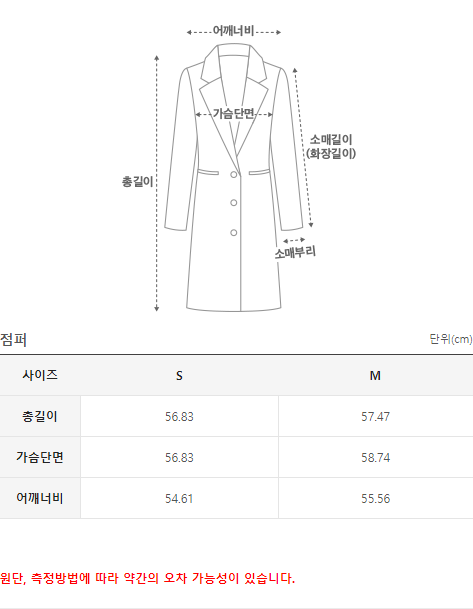 어깨너비
가슴단면
소매길이
(화장길이)
총길이
소매부리
점퍼 단위(cm)
사이즈 S M
총길이 56.83 57.47
가슴단면 56.83 58.74
어깨너비 54.61 55.56
원단, 측정방법에 따라 약간의 오차 가능성이 있습니다.